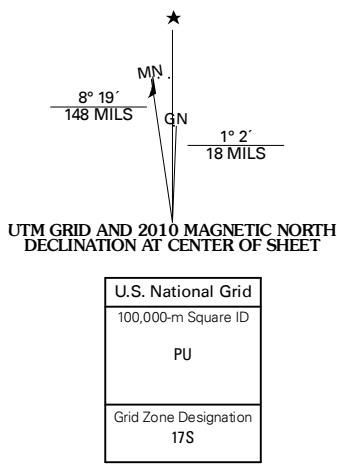 ★
MN
GN
8° 19´
148 MILS
1° 2´
18 MILS
UTM GRID AND 2010 MAGNETIC NORTH
DECLINATION AT CENTER OF SHEET
U.S. National Grid
100,000-m Square ID
PU
Grid Zone Designation
17S